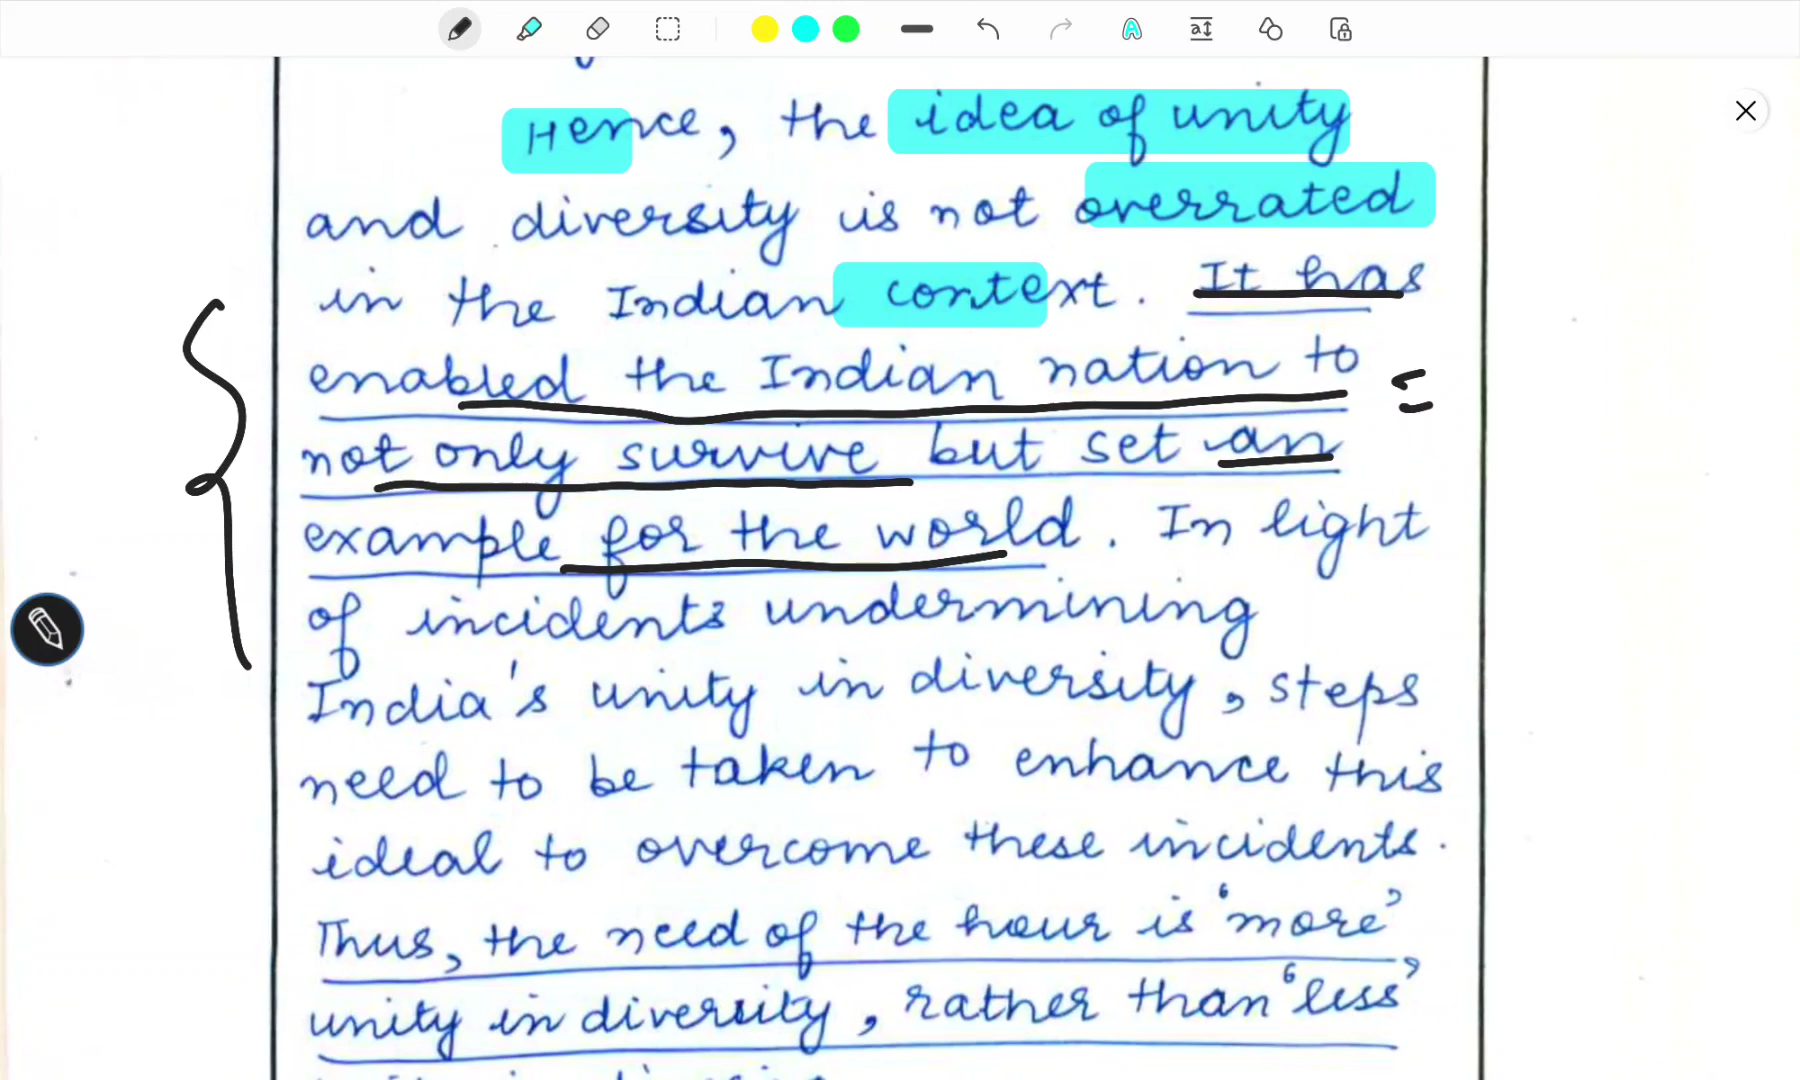 Hence, the idea of unity
and diversity is not overrated
in the Indian context. It has
enabled the Indian nation to
not only survive but set an
example for the world. In light
of incidents undermining
India's unity in diversity, steps
need to be taken to enhance this
ideal to overcome these incidents.
Thus, the need of the hour is 'more'
unity in diversity, rather than 'less'